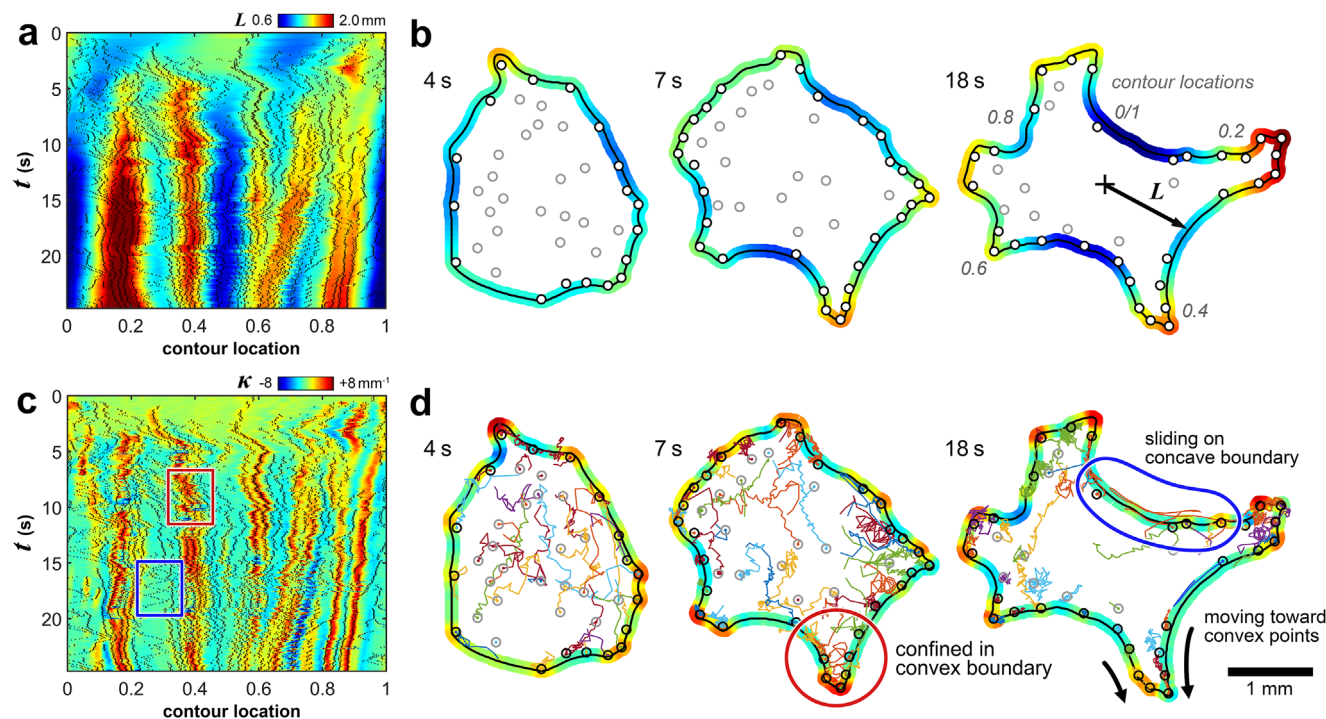 a
L 0.6 2.0 mm
0
5
10
15
20
t (s)
0 0.2 0.4 0.6 0.8 1
contour location
b
4 s
7 s
18 s
contour locations
0/1
0.2
0.8
L
0.6
0.4
c
κ -8 +8 mm-1
0
5
10
15
20
t (s)
0 0.2 0.4 0.6 0.8 1
contour location
d
4 s
7 s
18 s
sliding on
concave boundary
confined in
convex boundary
moving toward
convex points
1 mm